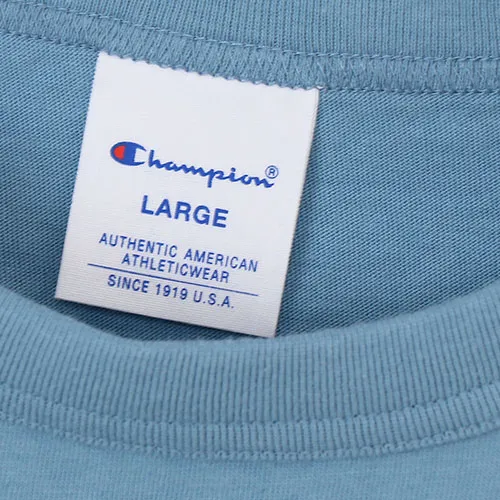 Champion®
LARGE
AUTHENTIC AMERICAN
ATHLETICWEAR
SINCE 1919 U.S.A.